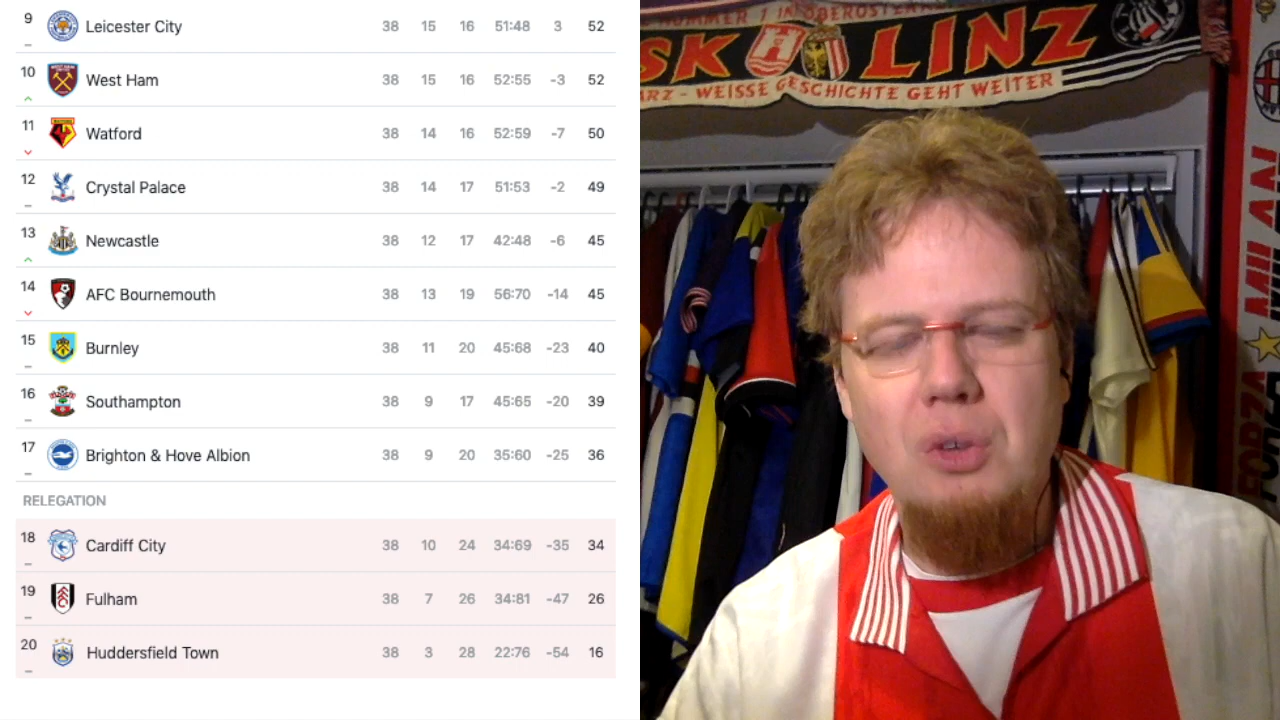 9 Leicester City 38 15 16 51:48 3 52
10 West Ham 38 15 16 52:55 -3 52
11 Watford 38 14 16 52:59 -7 50
12 Crystal Palace 38 14 17 51:53 -2 49
13 Newcastle 38 12 17 42:48 -6 45
14 AFC Bournemouth 38 13 19 56:70 -14 45
15 Burnley 38 11 20 45:68 -23 40
16 Southampton 38 9 17 45:65 -20 39
17 Brighton & Hove Albion 38 9 20 35:60 -25 36
RELEGATION
18 Cardiff City 38 10 24 34:69 -35 34
19 Fulham 38 7 26 34:81 -47 26
20 Huddersfield Town 38 3 28 22:76 -54 16
SK LINZ
ARZ - WEISSE GESCHICHTE GEHT WEITER
MILAN
FORZA